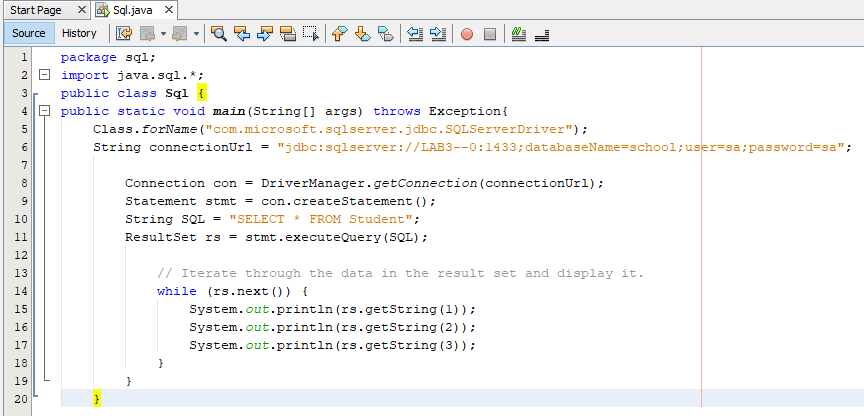 Start Page
Sql.java
Source History
1 package sql;
2 import java.sql.*;
3 public class Sql {
4 public static void main(String[] args) throws Exception{
5 Class.forName("com.microsoft.sqlserver.jdbc.SQLServerDriver");
6 String connectionUrl = "jdbc:sqlserver://LAB3--0:1433;databaseName=school;user=sa;password=sa";
7
8 Connection con = DriverManager.getConnection(connectionUrl);
9 Statement stmt = con.createStatement();
10 String SQL = "SELECT * FROM Student";
11 ResultSet rs = stmt.executeQuery(SQL);
12
13 // Iterate through the data in the result set and display it.
14 while (rs.next()) {
15 System.out.println(rs.getString(1));
16 System.out.println(rs.getString(2));
17 System.out.println(rs.getString(3));
18 }
19 }
20 }